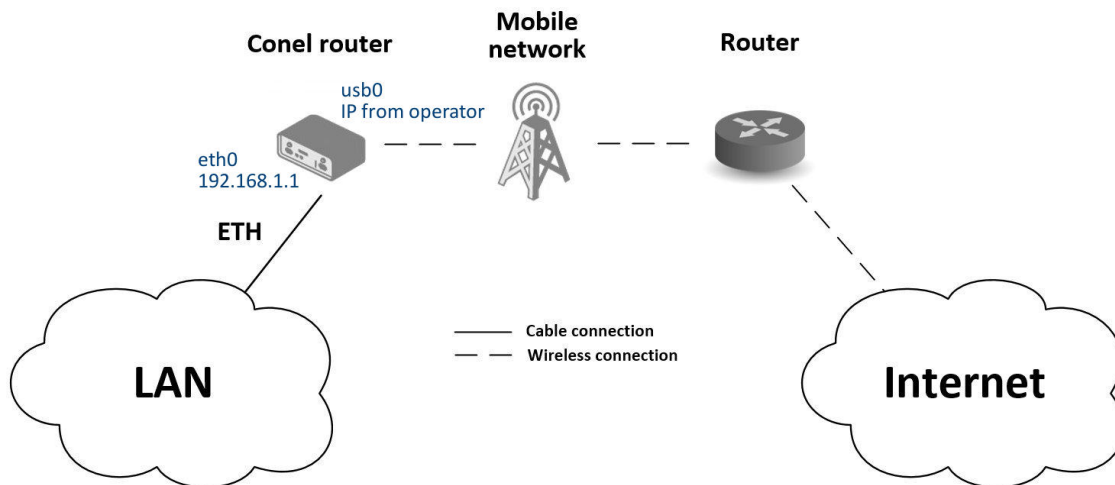 Conel router
Mobile
network
Router
usb0
IP from operator
eth0
192.168.1.1
ETH
Cable connection
Wireless connection
LAN
Internet